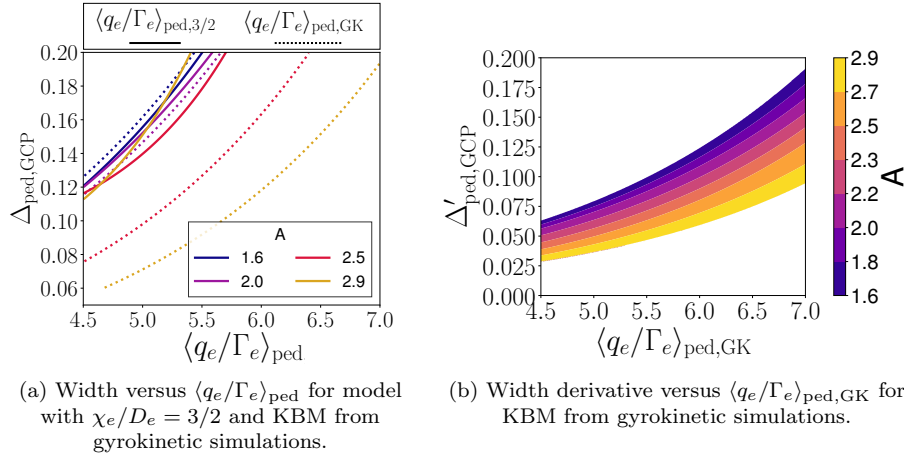 ⟨q_e/Γ_e⟩_ped,3/2 ⟨q_e/Γ_e⟩_ped,GK
0.20
0.18
0.16
0.14
0.12
0.10
0.08
0.06
Δ_ped,GCP
A
1.6 2.5
2.0 2.9
4.5 5.0 5.5 6.0 6.5 7.0
⟨q_e/Γ_e⟩_ped
(a) Width versus ⟨q_e/Γ_e⟩_ped for model
with χ_e/D_e = 3/2 and KBM from
gyrokinetic simulations.
0.200
0.175
0.150
0.125
0.100
0.075
0.050
0.025
0.000
Δ′_ped,GCP
4.5 5.0 5.5 6.0 6.5 7.0
⟨q_e/Γ_e⟩_ped,GK
2.9
2.7
2.5
2.3
2.2
2.0
1.8
1.6
A
(b) Width derivative versus ⟨q_e/Γ_e⟩_ped,GK for
KBM from gyrokinetic simulations.